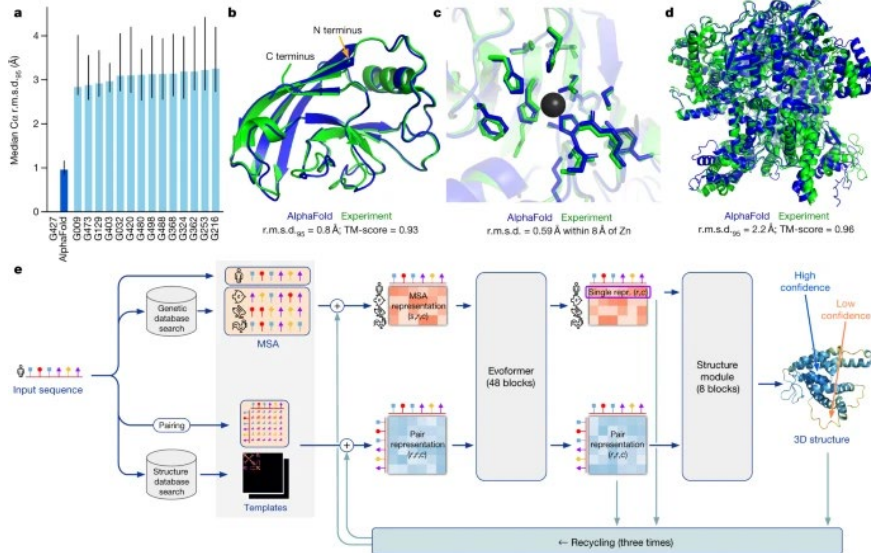 a
Median Cα r.m.s.d.95 (Å)
4
3
2
1
0
G427
AlphaFold
G009
G473
G129
G403
G032
G420
G480
G498
G488
G368
G324
G362
G253
G216
b
N terminus
C terminus
AlphaFold Experiment
r.m.s.d.95 = 0.8 Å; TM-score = 0.93
c
AlphaFold Experiment
r.m.s.d. = 0.59 Å within 8 Å of Zn
d
AlphaFold Experiment
r.m.s.d.95 = 2.2 Å; TM-score = 0.96
e
Input sequence
Genetic
database
search
Pairing
Structure
database
search
MSA
Templates
MSA
representation
(s,r,c)
Pair
representation
(r,r,c)
Evoformer
(48 blocks)
Single repr. (r,c)
Pair
representation
(r,r,c)
Structure
module
(8 blocks)
High
confidence
Low
confidence
3D structure
← Recycling (three times)